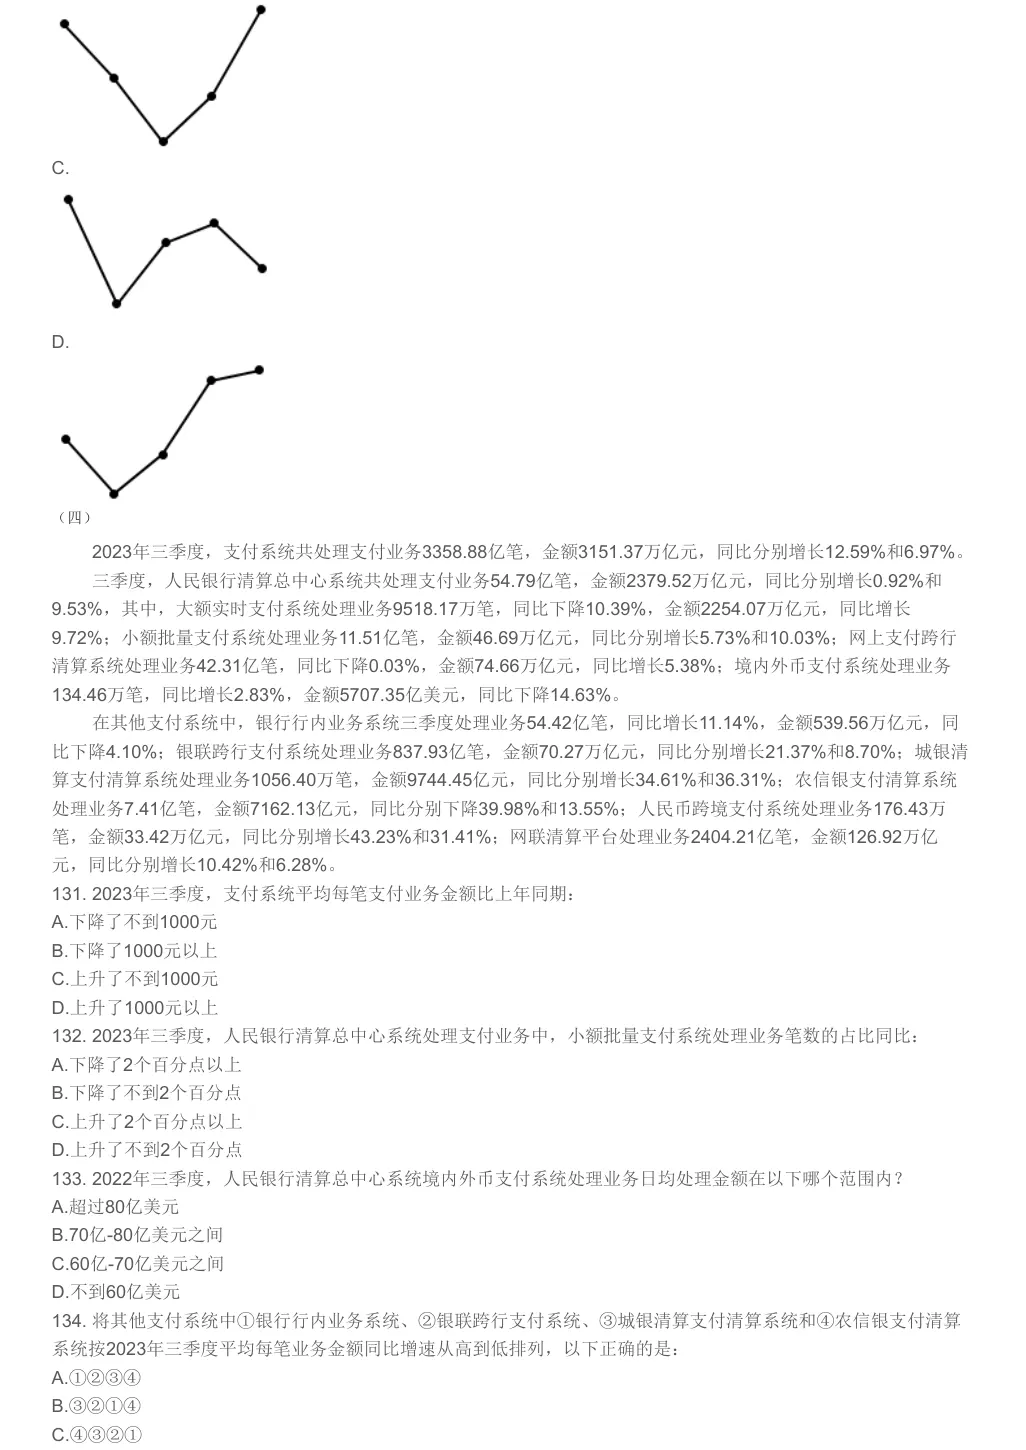 C.
D.
（四）
2023年三季度，支付系统共处理支付业务3358.88亿笔，金额3151.37万亿元，同比分别增长12.59%和6.97%。
三季度，人民银行清算总中心系统共处理支付业务54.79亿笔，金额2379.52万亿元，同比分别增长0.92%和
9.53%，其中，大额实时支付系统处理业务9518.17万笔，同比下降10.39%，金额2254.07万亿元，同比增长
9.72%；小额批量支付系统处理业务11.51亿笔，金额46.69万亿元，同比分别增长5.73%和10.03%；网上支付跨行
清算系统处理业务42.31亿笔，同比下降0.03%，金额74.66万亿元，同比增长5.38%；境内外币支付系统处理业务
134.46万笔，同比增长2.83%，金额5707.35亿美元，同比下降14.63%。
在其他支付系统中，银行行内业务系统三季度处理业务54.42亿笔，同比增长11.14%，金额539.56万亿元，同
比下降4.10%；银联跨行支付系统处理业务837.93亿笔，金额70.27万亿元，同比分别增长21.37%和8.70%；城银清
算支付清算系统处理业务1056.40万笔，金额9744.45亿元，同比分别增长34.61%和36.31%；农信银支付清算系统
处理业务7.41亿笔，金额7162.13亿元，同比分别下降39.98%和13.55%；人民币跨境支付系统处理业务176.43万
笔，金额33.42万亿元，同比分别增长43.23%和31.41%；网联清算平台处理业务2404.21亿笔，金额126.92万亿
元，同比分别增长10.42%和6.28%。
131. 2023年三季度，支付系统平均每笔支付业务金额比上年同期：
A.下降了不到1000元
B.下降了1000元以上
C.上升了不到1000元
D.上升了1000元以上
132. 2023年三季度，人民银行清算总中心系统处理支付业务中，小额批量支付系统处理业务笔数的占比同比：
A.下降了2个百分点以上
B.下降了不到2个百分点
C.上升了2个百分点以上
D.上升了不到2个百分点
133. 2022年三季度，人民银行清算总中心系统境内外币支付系统处理业务日均处理金额在以下哪个范围内？
A.超过80亿美元
B.70亿-80亿美元之间
C.60亿-70亿美元之间
D.不到60亿美元
134. 将其他支付系统中①银行行内业务系统、②银联跨行支付系统、③城银清算支付清算系统和④农信银支付清算
系统按2023年三季度平均每笔业务金额同比增速从高到低排列，以下正确的是：
A.①②③④
B.③②①④
C.④③②①